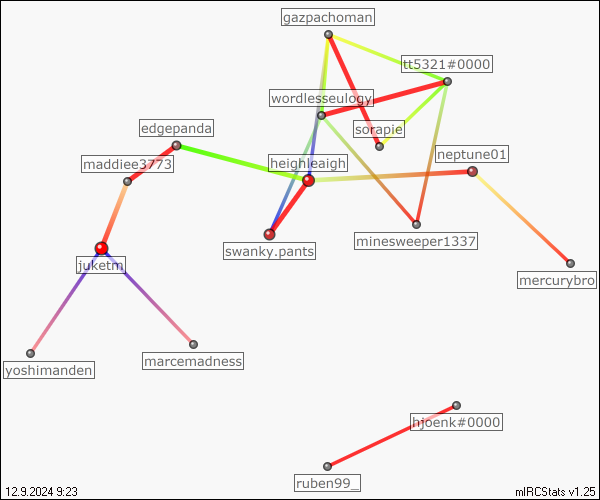 gazpachoman
tt5321#0000
wordlesseulogy
sorapie
edgepanda
neptune01
maddiee3773
heighleaigh
minesweeper1337
swanky.pants
juketm
mercurybro
marcemadness
yoshimanden
hjoenk#0000
ruben99_
12.9.2024 9:23
mIRCStats v1.25